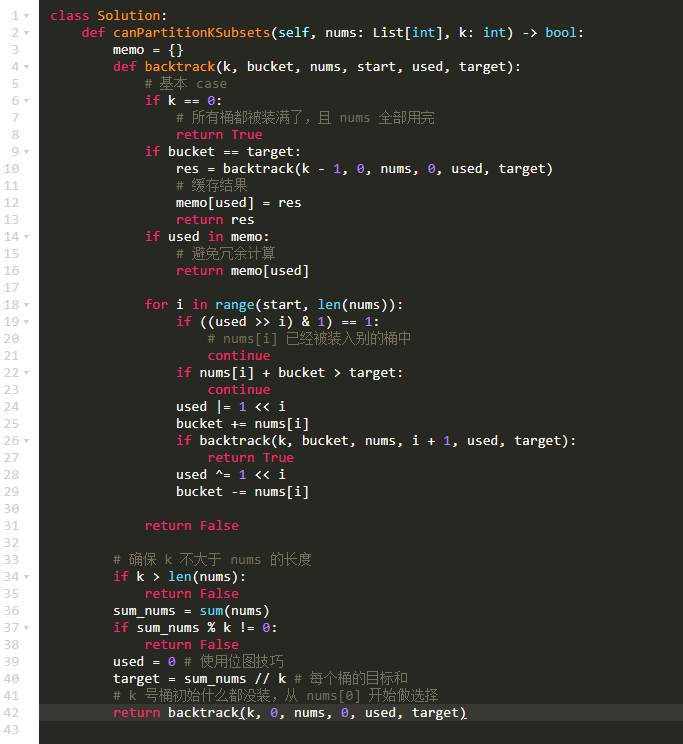 1 class Solution:
2     def canPartitionKSubsets(self, nums: List[int], k: int) -> bool:
3         memo = {}
4         def backtrack(k, bucket, nums, start, used, target):
5             # 基本 case
6             if k == 0:
7                 # 所有桶都被装满了，且 nums 全部用完
8                 return True
9             if bucket == target:
10                 res = backtrack(k - 1, 0, nums, 0, used, target)
11                 # 缓存结果
12                 memo[used] = res
13                 return res
14             if used in memo:
15                 # 避免冗余计算
16                 return memo[used]
17
18             for i in range(start, len(nums)):
19                 if ((used >> i) & 1) == 1:
20                     # nums[i] 已经被装入别的桶中
21                     continue
22                 if nums[i] + bucket > target:
23                     continue
24                 used |= 1 << i
25                 bucket += nums[i]
26                 if backtrack(k, bucket, nums, i + 1, used, target):
27                     return True
28                 used ^= 1 << i
29                 bucket -= nums[i]
30
31             return False
32
33         # 确保 k 不大于 nums 的长度
34         if k > len(nums):
35             return False
36         sum_nums = sum(nums)
37         if sum_nums % k != 0:
38             return False
39         used = 0 # 使用位图技巧
40         target = sum_nums // k # 每个桶的目标和
41         # k 号桶初始什么都没装，从 nums[0] 开始做选择
42         return backtrack(k, 0, nums, 0, used, target)
43